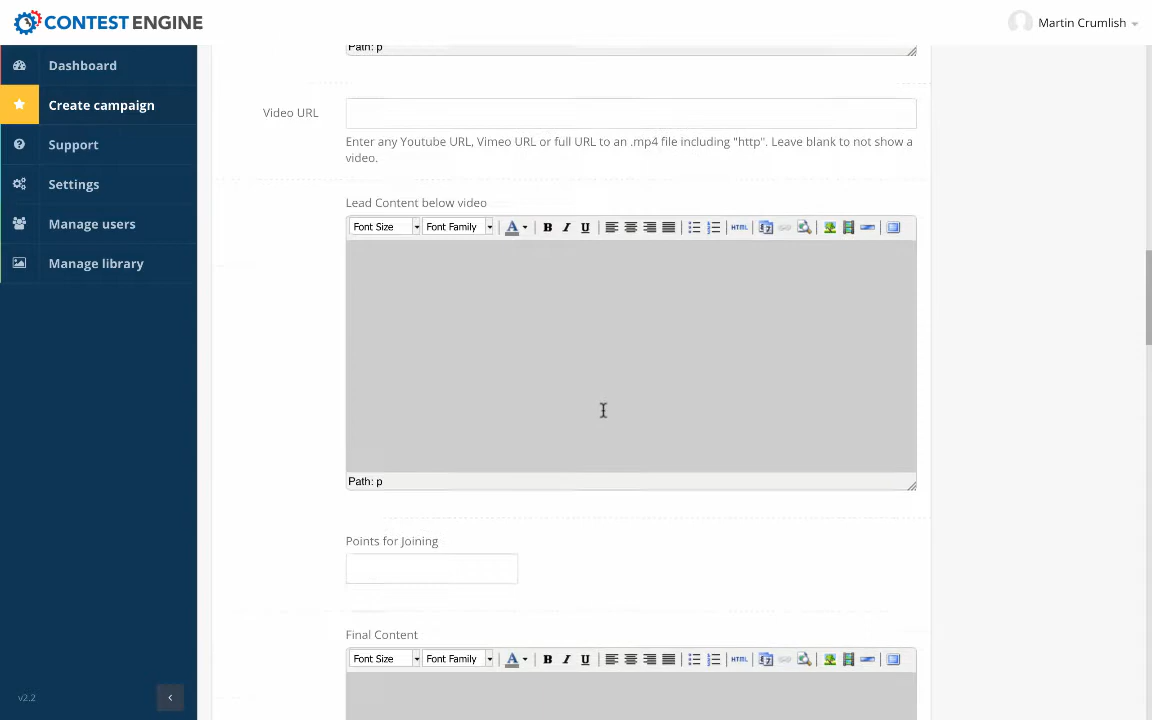 CONTEST ENGINE
Martin Crumlish
Dashboard
Create campaign
Support
Settings
Manage users
Manage library
v2.2
Path: p
Video URL
Enter any Youtube URL, Vimeo URL or full URL to an .mp4 file including "http". Leave blank to not show a
video.
Lead Content below video
Font Size Font Family A B I U HTML
Path: p
Points for Joining
Final Content
Font Size Font Family A B I U HTML